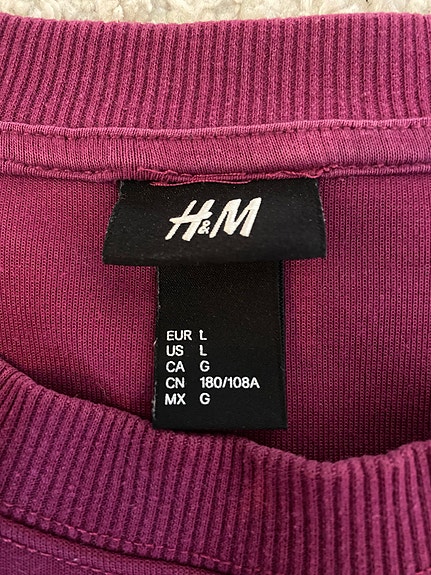 H&M
EUR L
US L
CA G
CN 180/108A
MX G